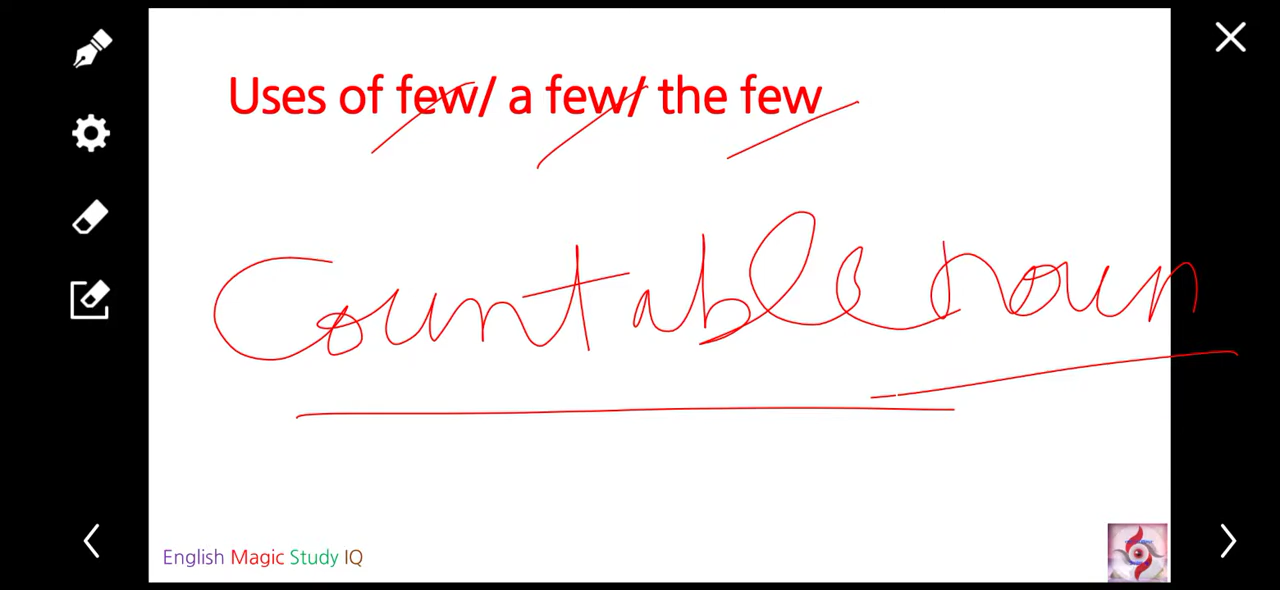 Uses of few/ a few/ the few
Countable noun
English Magic Study IQ